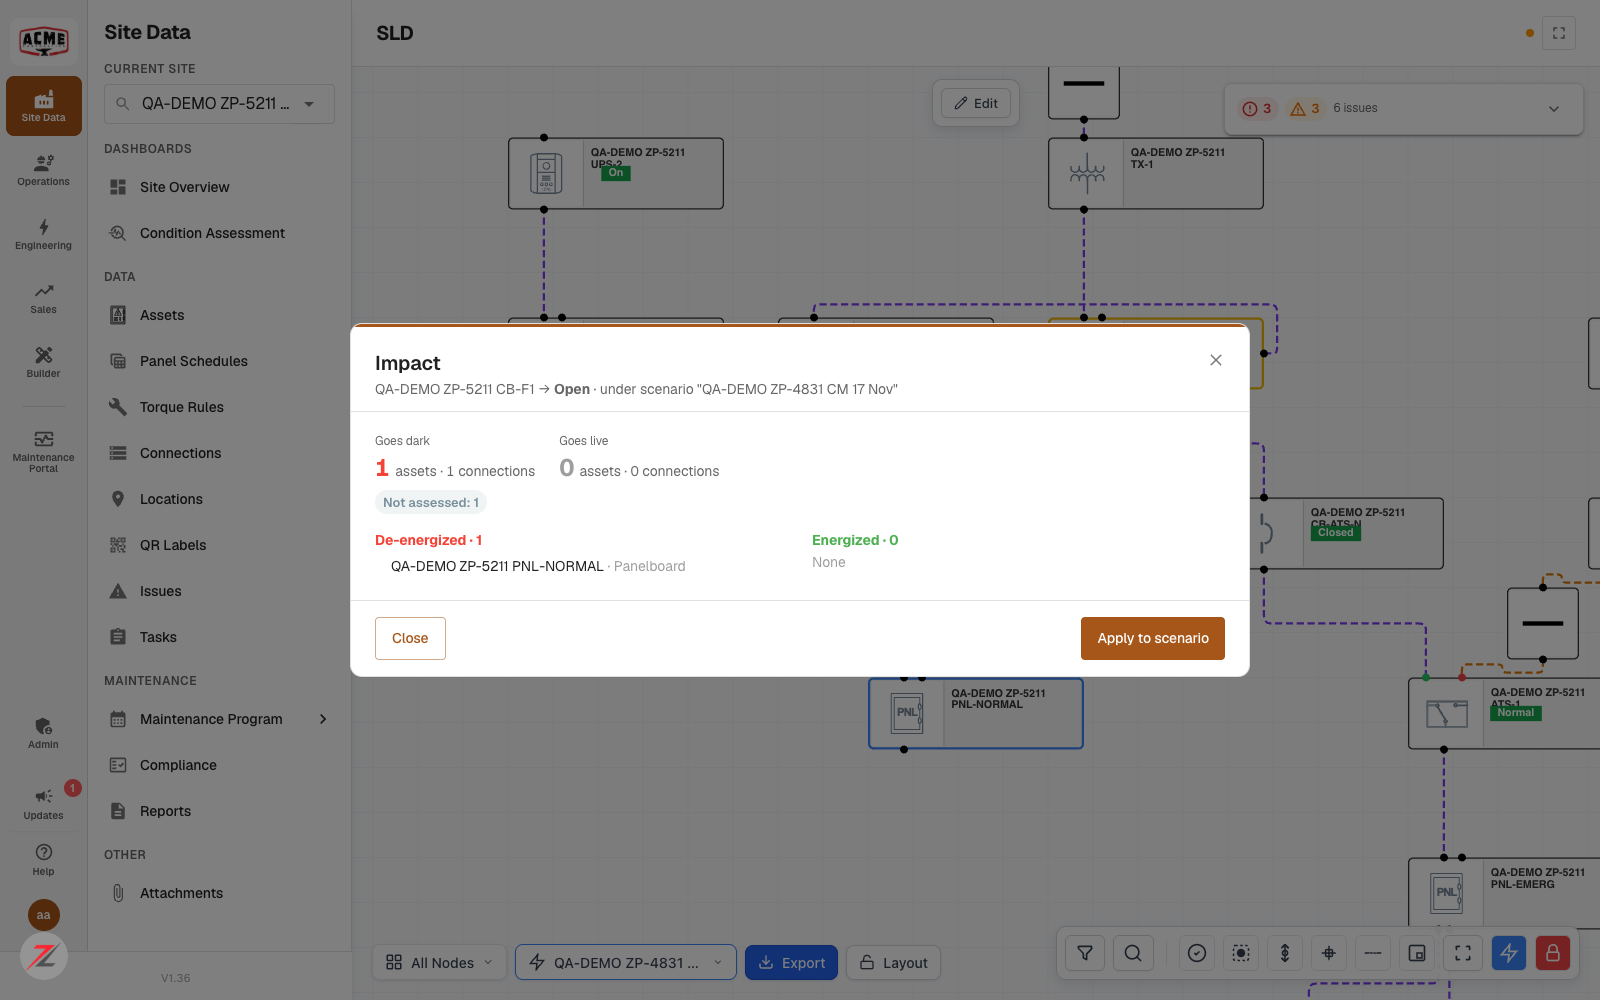 ACME
Site Data
Operations
Engineering
Sales
Builder
Maintenance
Portal
Admin
1
Updates
Help
aa
Site Data
CURRENT SITE
QA-DEMO ZP-5211 ...
DASHBOARDS
Site Overview
Condition Assessment
DATA
Assets
Panel Schedules
Torque Rules
Connections
Locations
QR Labels
Issues
Tasks
MAINTENANCE
Maintenance Program
Compliance
Reports
OTHER
Attachments
V1.36
SLD
Edit
3
3
6 issues
QA-DEMO ZP-5211
UPS-2
On
QA-DEMO ZP-5211
TX-1
Impact
QA-DEMO ZP-5211 CB-F1 → Open · under scenario "QA-DEMO ZP-4831 CM 17 Nov"
Goes dark
1 assets · 1 connections
Not assessed: 1
Goes live
0 assets · 0 connections
De-energized · 1
QA-DEMO ZP-5211 PNL-NORMAL · Panelboard
Energized · 0
None
Close
Apply to scenario
QA-DEMO ZP-5211
CB-ATS-N
Closed
PNL
QA-DEMO ZP-5211
PNL-NORMAL
QA-DEMO ZP-5211
ATS-1
Normal
PNL
QA-DEMO ZP-5211
PNL-EMERG
All Nodes
QA-DEMO ZP-4831 ...
Export
Layout